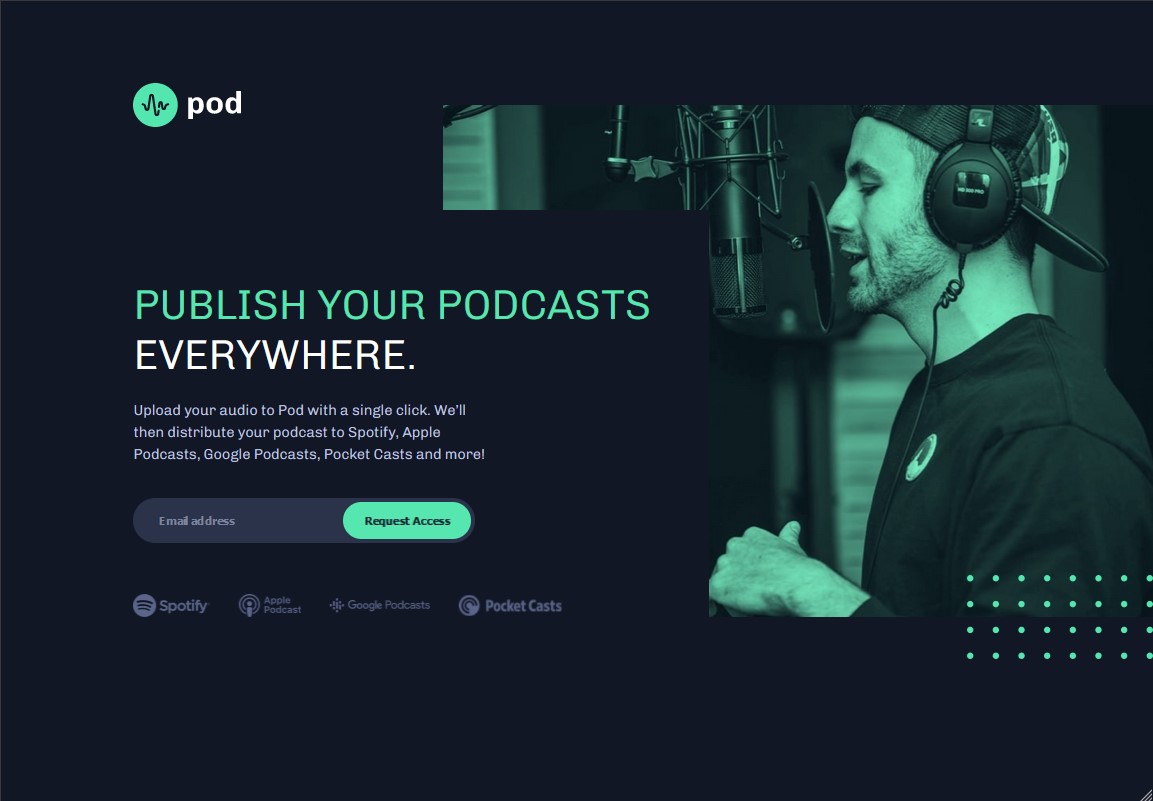 pod
PUBLISH YOUR PODCASTS
EVERYWHERE.
Upload your audio to Pod with a single click. We’ll
then distribute your podcast to Spotify, Apple
Podcasts, Google Podcasts, Pocket Casts and more!
Email address
Request Access
Spotify
Apple
Podcast
Google Podcasts
Pocket Casts